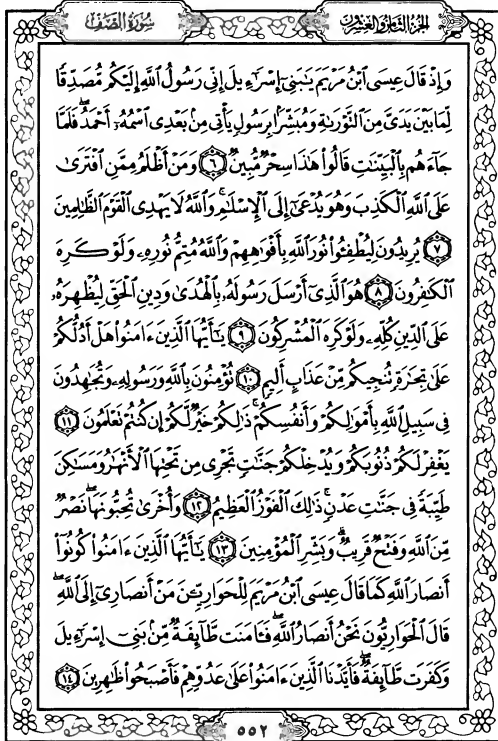 الجزء الثامن والعشرون
سورة الصف
وَإِذْ قَالَ عِيسَى ٱبْنُ مَرْيَمَ يَـٰبَنِىٓ إِسْرَٰٓءِيلَ إِنِّى رَسُولُ ٱللَّهِ إِلَيْكُم مُّصَدِّقًا
لِّمَا بَيْنَ يَدَىَّ مِنَ ٱلتَّوْرَىٰةِ وَمُبَشِّرًۢا بِرَسُولٍ يَأْتِى مِنۢ بَعْدِى ٱسْمُهُۥٓ أَحْمَدُ ۖ فَلَمَّا
جَآءَهُم بِٱلْبَيِّنَـٰتِ قَالُوا۟ هَـٰذَا سِحْرٌ مُّبِينٌ ٦ وَمَنْ أَظْلَمُ مِمَّنِ ٱفْتَرَىٰ
عَلَى ٱللَّهِ ٱلْكَذِبَ وَهُوَ يُدْعَىٰٓ إِلَى ٱلْإِسْلَـٰمِ ۚ وَٱللَّهُ لَا يَهْدِى ٱلْقَوْمَ ٱلظَّـٰلِمِينَ
٧ يُرِيدُونَ لِيُطْفِـُٔوا۟ نُورَ ٱللَّهِ بِأَفْوَٰهِهِمْ وَٱللَّهُ مُتِمُّ نُورِهِۦ وَلَوْ كَرِهَ
ٱلْكَـٰفِرُونَ ٨ هُوَ ٱلَّذِىٓ أَرْسَلَ رَسُولَهُۥ بِٱلْهُدَىٰ وَدِينِ ٱلْحَقِّ لِيُظْهِرَهُۥ
عَلَى ٱلدِّينِ كُلِّهِۦ وَلَوْ كَرِهَ ٱلْمُشْرِكُونَ ٩ يَـٰٓأَيُّهَا ٱلَّذِينَ ءَامَنُوا۟ هَلْ أَدُلُّكُمْ
عَلَىٰ تِجَـٰرَةٍ تُنجِيكُم مِّنْ عَذَابٍ أَلِيمٍ ١٠ تُؤْمِنُونَ بِٱللَّهِ وَرَسُولِهِۦ وَتُجَـٰهِدُونَ
فِى سَبِيلِ ٱللَّهِ بِأَمْوَٰلِكُمْ وَأَنفُسِكُمْ ۚ ذَٰلِكُمْ خَيْرٌ لَّكُمْ إِن كُنتُمْ تَعْلَمُونَ ١١
يَغْفِرْ لَكُمْ ذُنُوبَكُمْ وَيُدْخِلْكُمْ جَنَّـٰتٍ تَجْرِى مِن تَحْتِهَا ٱلْأَنْهَـٰرُ وَمَسَـٰكِنَ
طَيِّبَةً فِى جَنَّـٰتِ عَدْنٍ ۚ ذَٰلِكَ ٱلْفَوْزُ ٱلْعَظِيمُ ١٢ وَأُخْرَىٰ تُحِبُّونَهَا ۖ نَصْرٌ
مِّنَ ٱللَّهِ وَفَتْحٌ قَرِيبٌ ۗ وَبَشِّرِ ٱلْمُؤْمِنِينَ ١٣ يَـٰٓأَيُّهَا ٱلَّذِينَ ءَامَنُوا۟ كُونُوٓا۟
أَنصَارَ ٱللَّهِ كَمَا قَالَ عِيسَى ٱبْنُ مَرْيَمَ لِلْحَوَارِيِّـۧنَ مَنْ أَنصَارِىٓ إِلَى ٱللَّهِ ۖ
قَالَ ٱلْحَوَارِيُّونَ نَحْنُ أَنصَارُ ٱللَّهِ ۖ فَـَٔامَنَت طَّآئِفَةٌ مِّنۢ بَنِىٓ إِسْرَٰٓءِيلَ
وَكَفَرَت طَّآئِفَةٌ ۖ فَأَيَّدْنَا ٱلَّذِينَ ءَامَنُوا۟ عَلَىٰ عَدُوِّهِمْ فَأَصْبَحُوا۟ ظَـٰهِرِينَ ١٤
٥٥٢